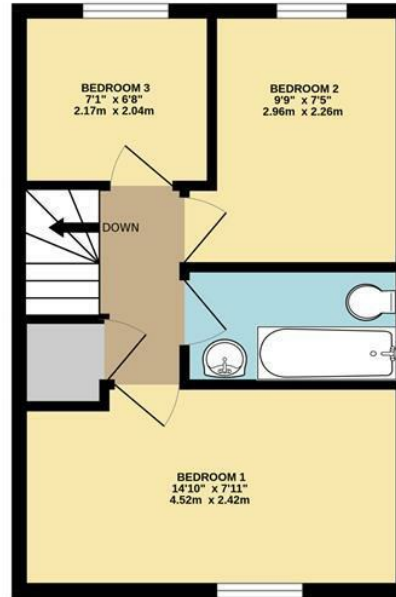 BEDROOM 3
7'1" x 6'8"
2.17m x 2.04m
BEDROOM 2
9'9" x 7'5"
2.96m x 2.26m
DOWN
BEDROOM 1
14'10" x 7'11"
4.52m x 2.42m